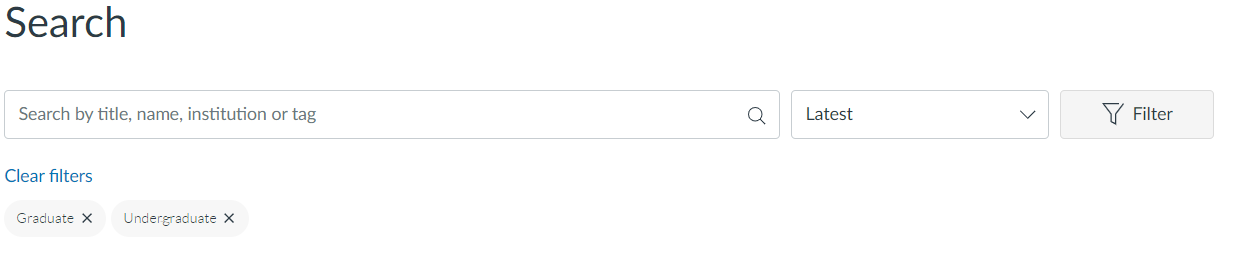 Search
Search by title, name, institution or tag
Latest
Filter
Clear filters
Graduate
Undergraduate